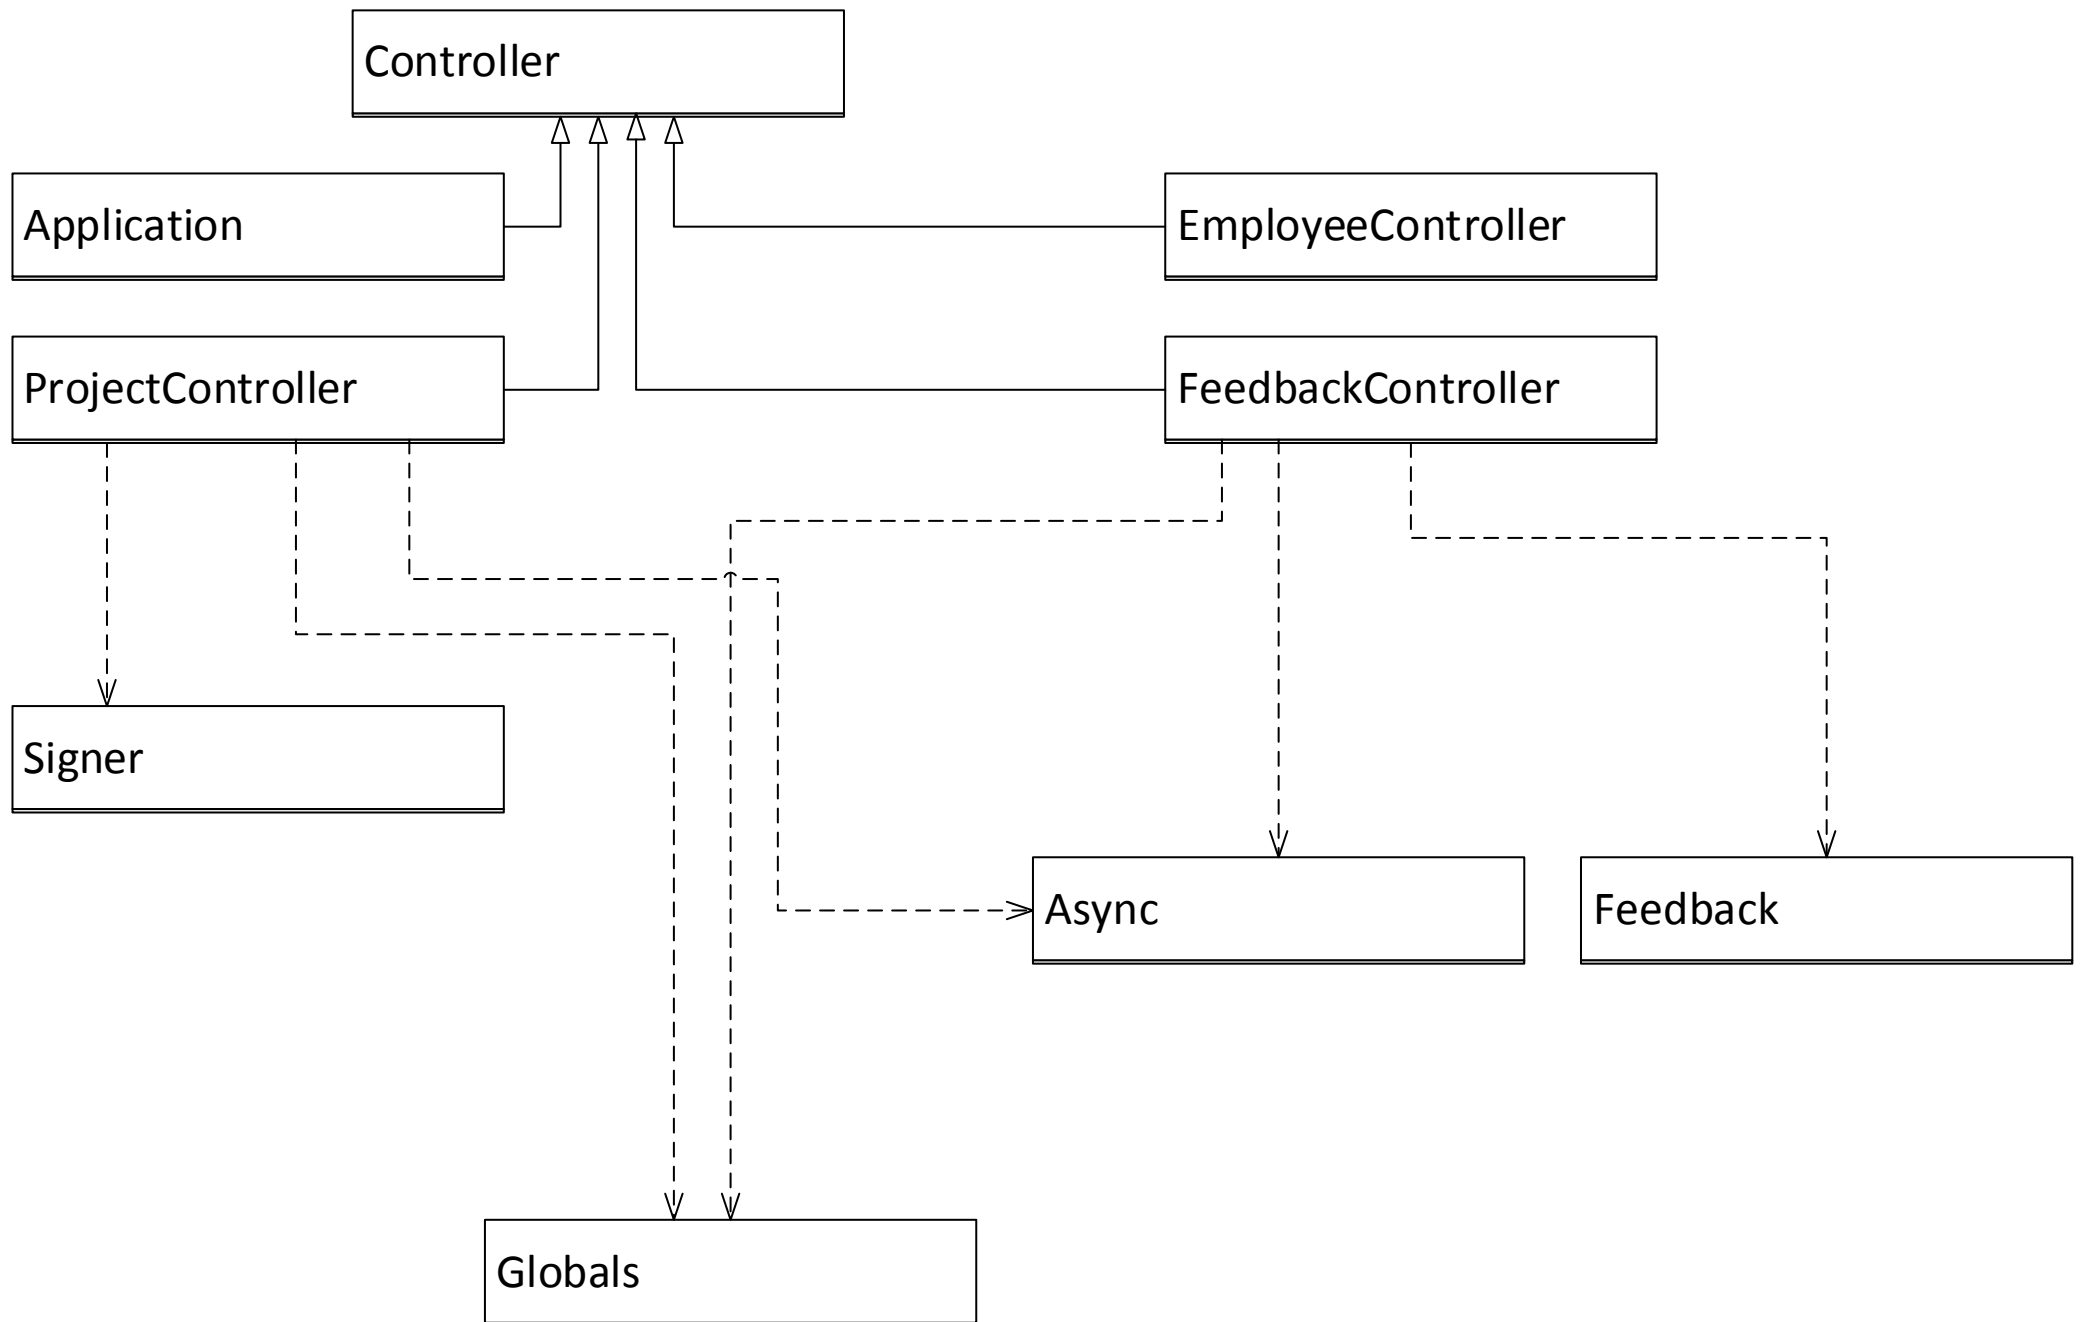 Controller
Application
EmployeeController
ProjectController
FeedbackController
Signer
Async
Feedback
Globals